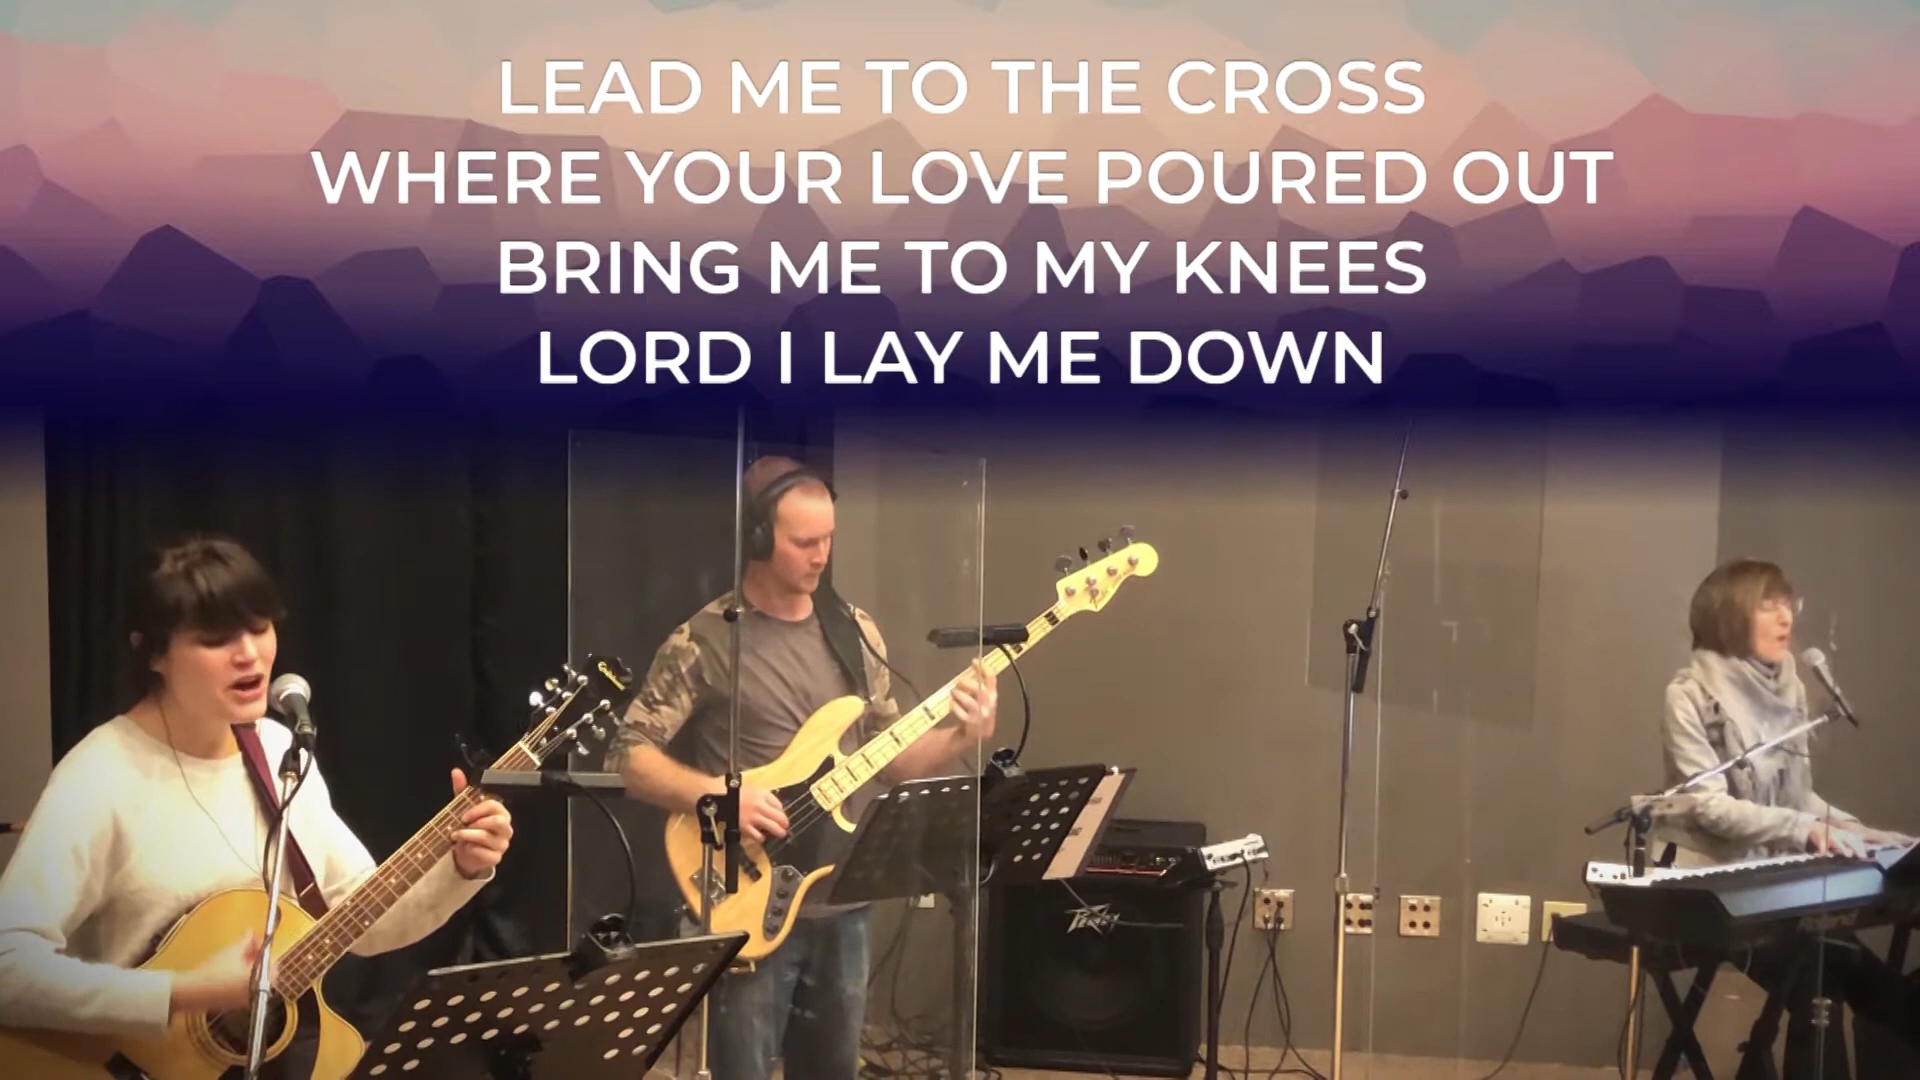 LEAD ME TO THE CROSS
WHERE YOUR LOVE POURED OUT
BRING ME TO MY KNEES
LORD I LAY ME DOWN
PEAVEY